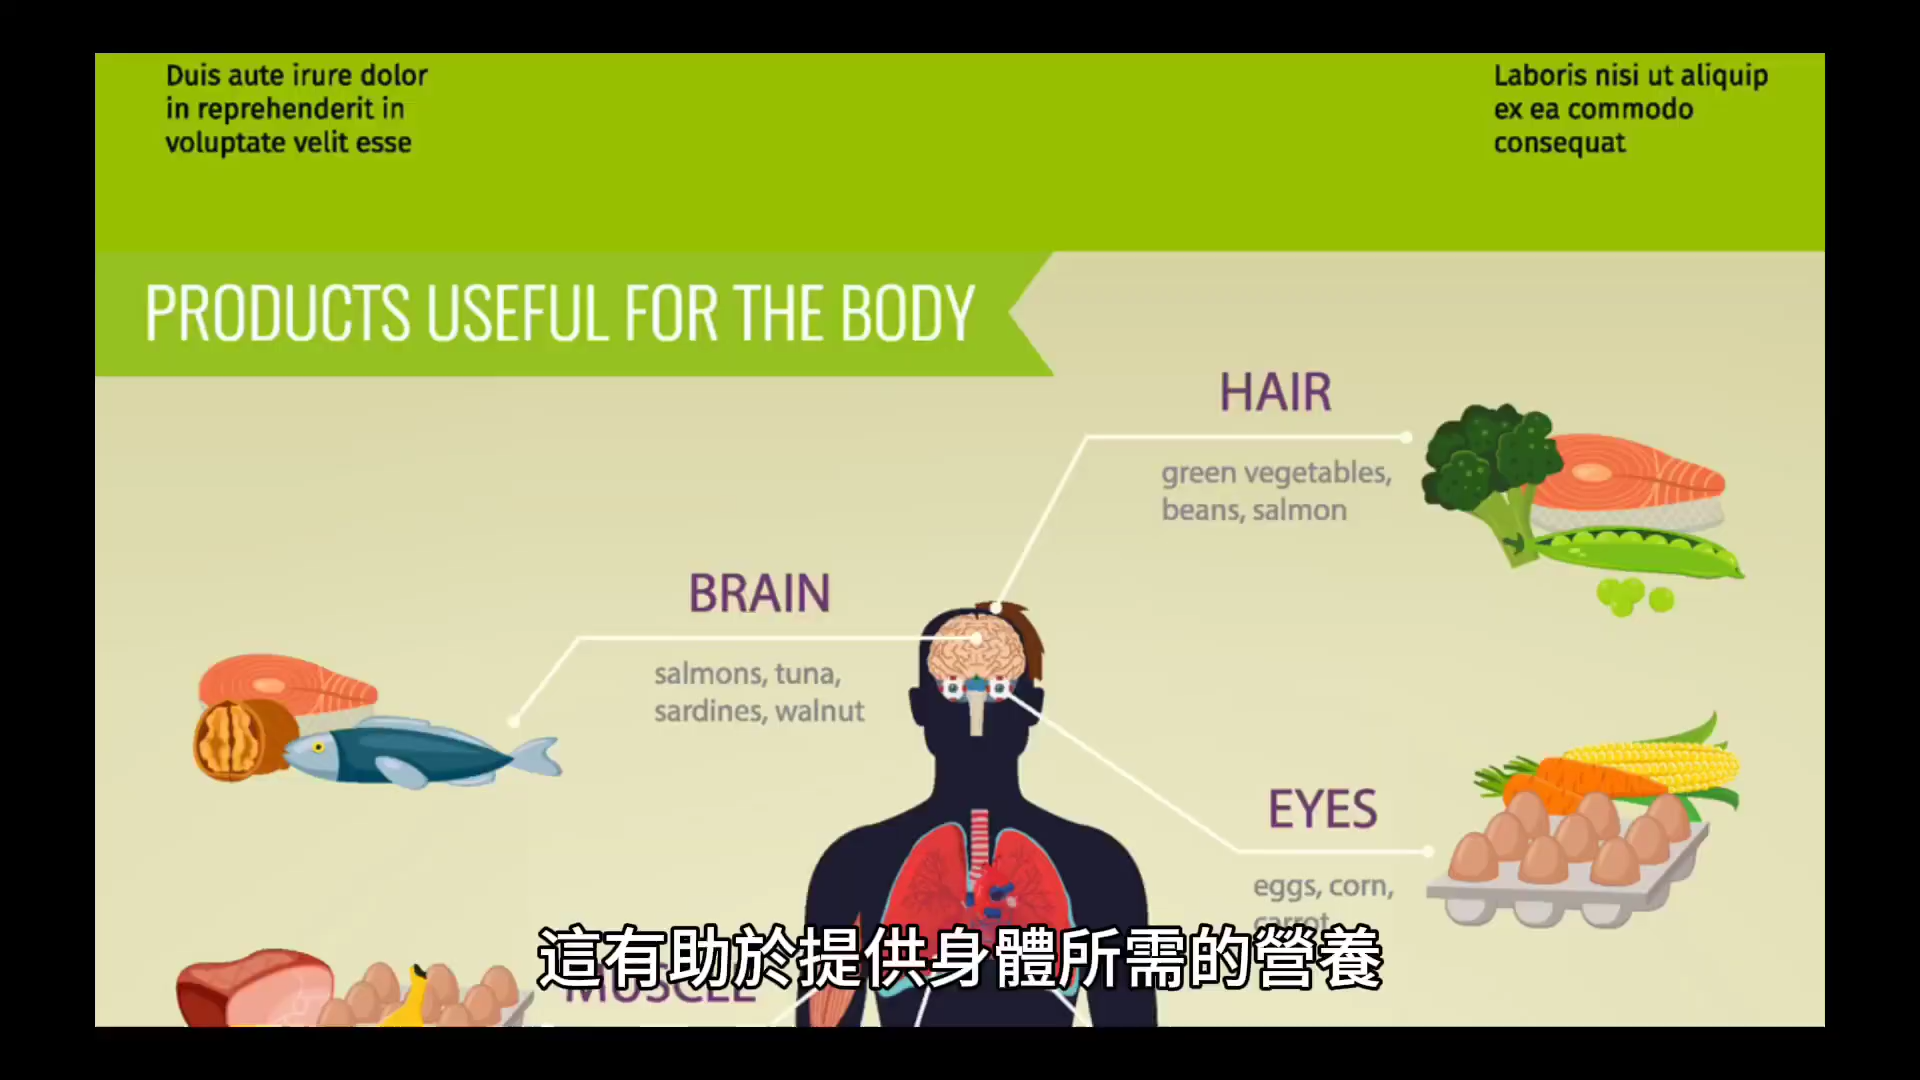 Duis aute irure dolor
in reprehenderit in
voluptate velit esse
Laboris nisi ut aliquip
ex ea commodo
consequat
PRODUCTS USEFUL FOR THE BODY
HAIR
green vegetables,
beans, salmon
BRAIN
salmons, tuna,
sardines, walnut
EYES
eggs, corn,
carrot
MUSCLE
這有助於提供身體所需的營養